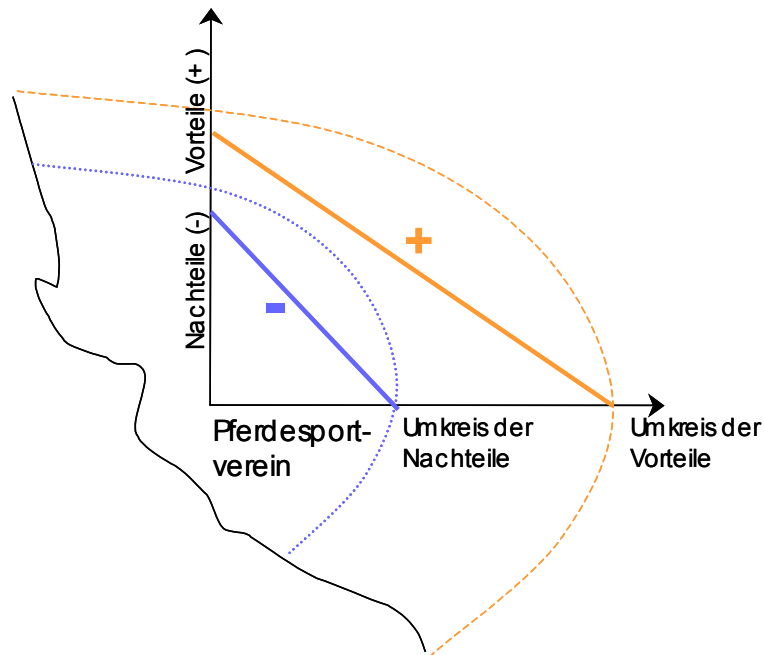 Vorteile (+)
Nachteile (-)
+
-
Pferdesport-
verein
Umkreis der
Nachteile
Umkreis der
Vorteile